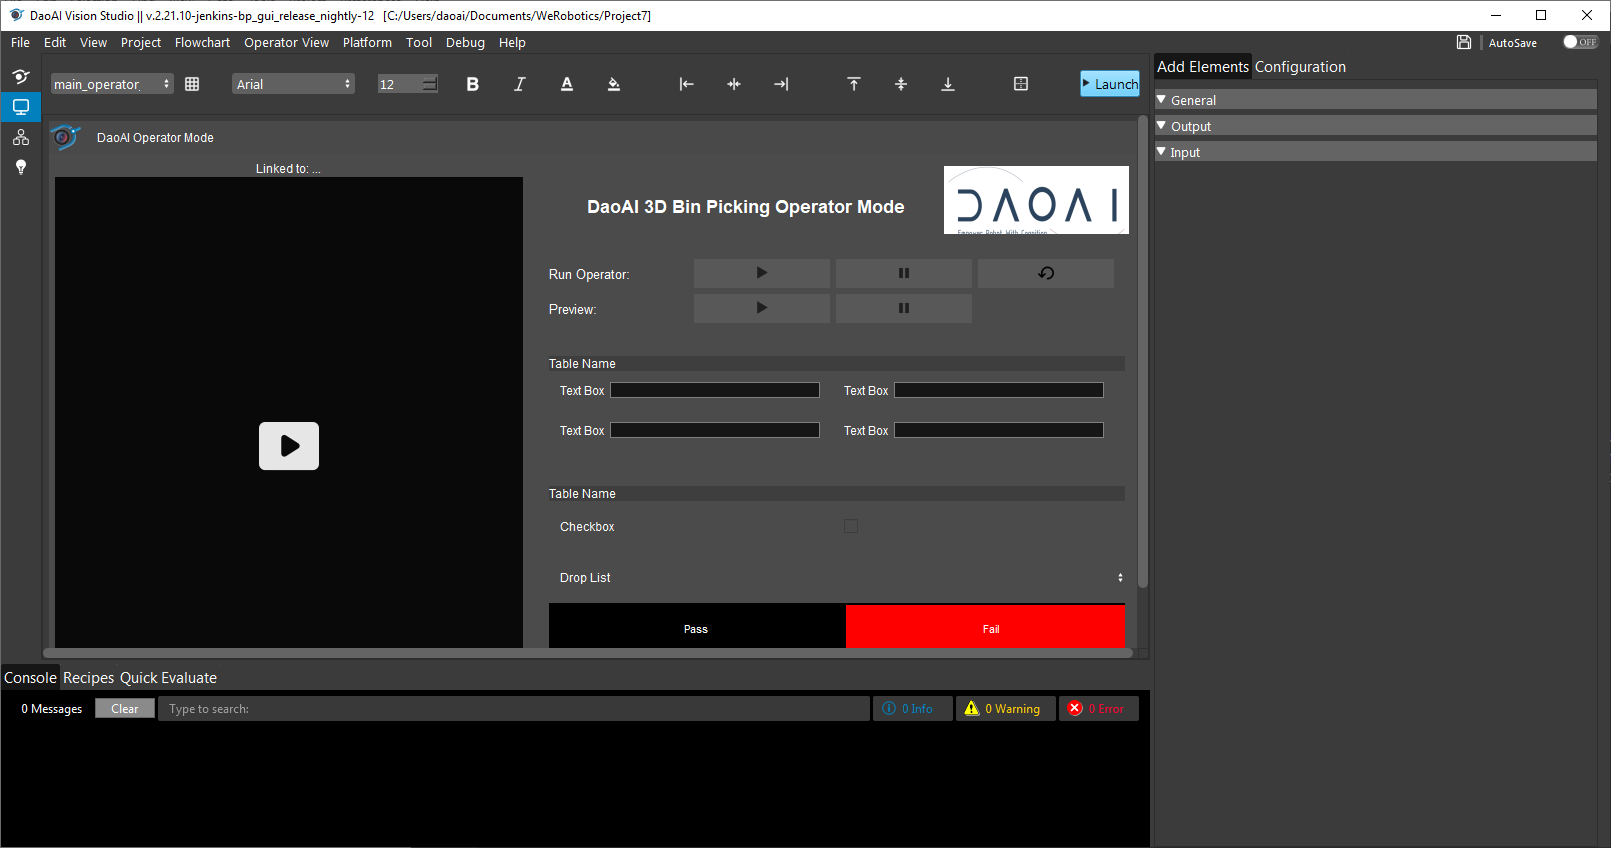 DaoAI Vision Studio || v.2.21.10-jenkins-bp_gui_release_nightly-12 [C:/Users/daoai/Documents/WeRobotics/Project7]
File Edit View Project Flowchart Operator View Platform Tool Debug Help
AutoSave OFF
main_operator_ Arial 12 B I A Launch
Add Elements Configuration
General
Output
Input
DaoAI Operator Mode
Linked to: ...
DaoAI 3D Bin Picking Operator Mode
DAOAI
Empower Robot With Cognition
Run Operator:
Preview:
Table Name
Text Box Text Box
Text Box Text Box
Table Name
Checkbox
Drop List
Pass Fail
Console Recipes Quick Evaluate
0 Messages Clear Type to search: 0 Info 0 Warning 0 Error